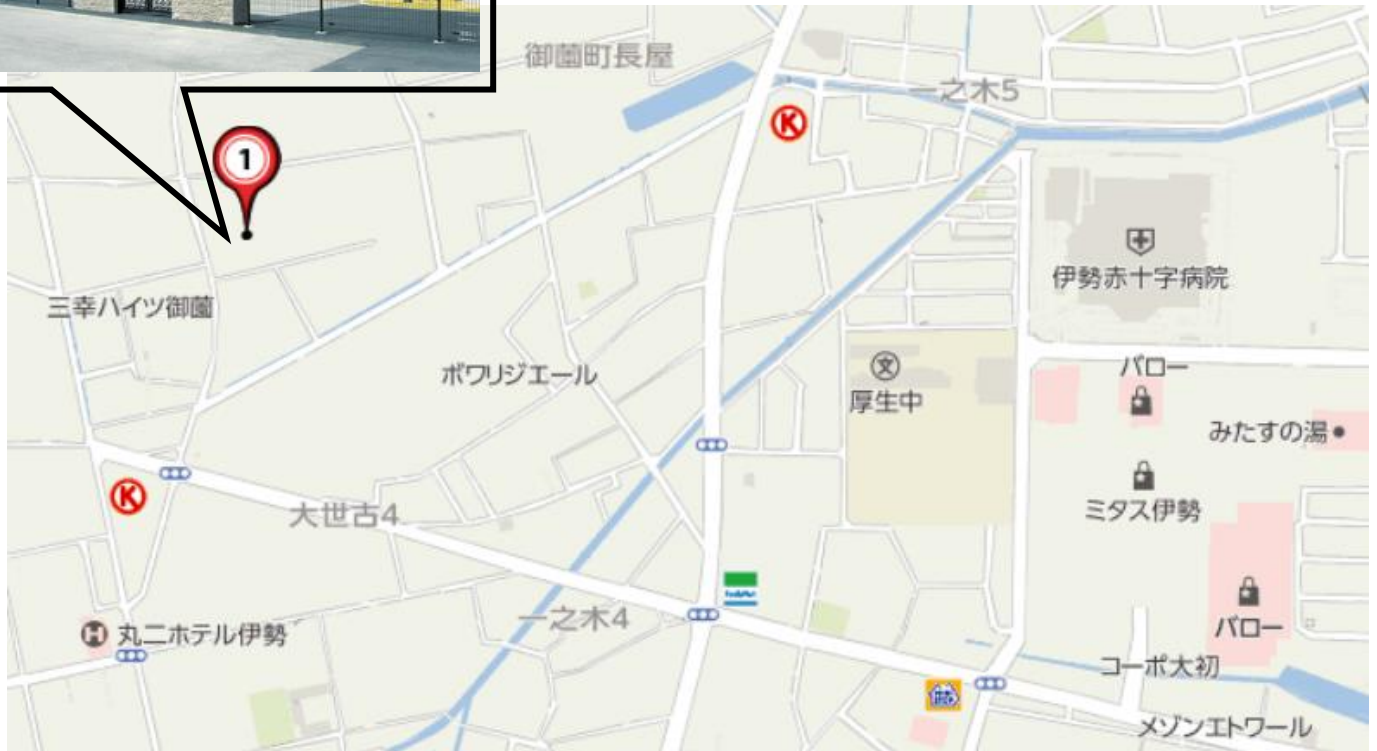 御薗町長屋
一之木5
K
1
伊勢赤十字病院
三幸ハイツ御薗
バロー
ボワリジエール
文
厚生中
みたすの湯
K
ミタス伊勢
大世古4
FamilyMart
一之木4
H 丸二ホテル伊勢
バロー
コーポ大初
メゾンエトワール